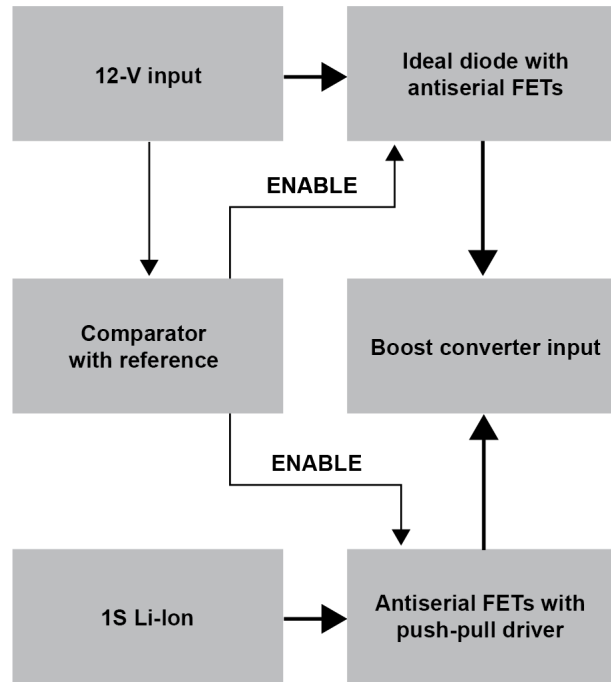 12-V input
Ideal diode with
antiserial FETs
ENABLE
Comparator
with reference
Boost converter input
ENABLE
1S Li-Ion
Antiserial FETs with
push-pull driver